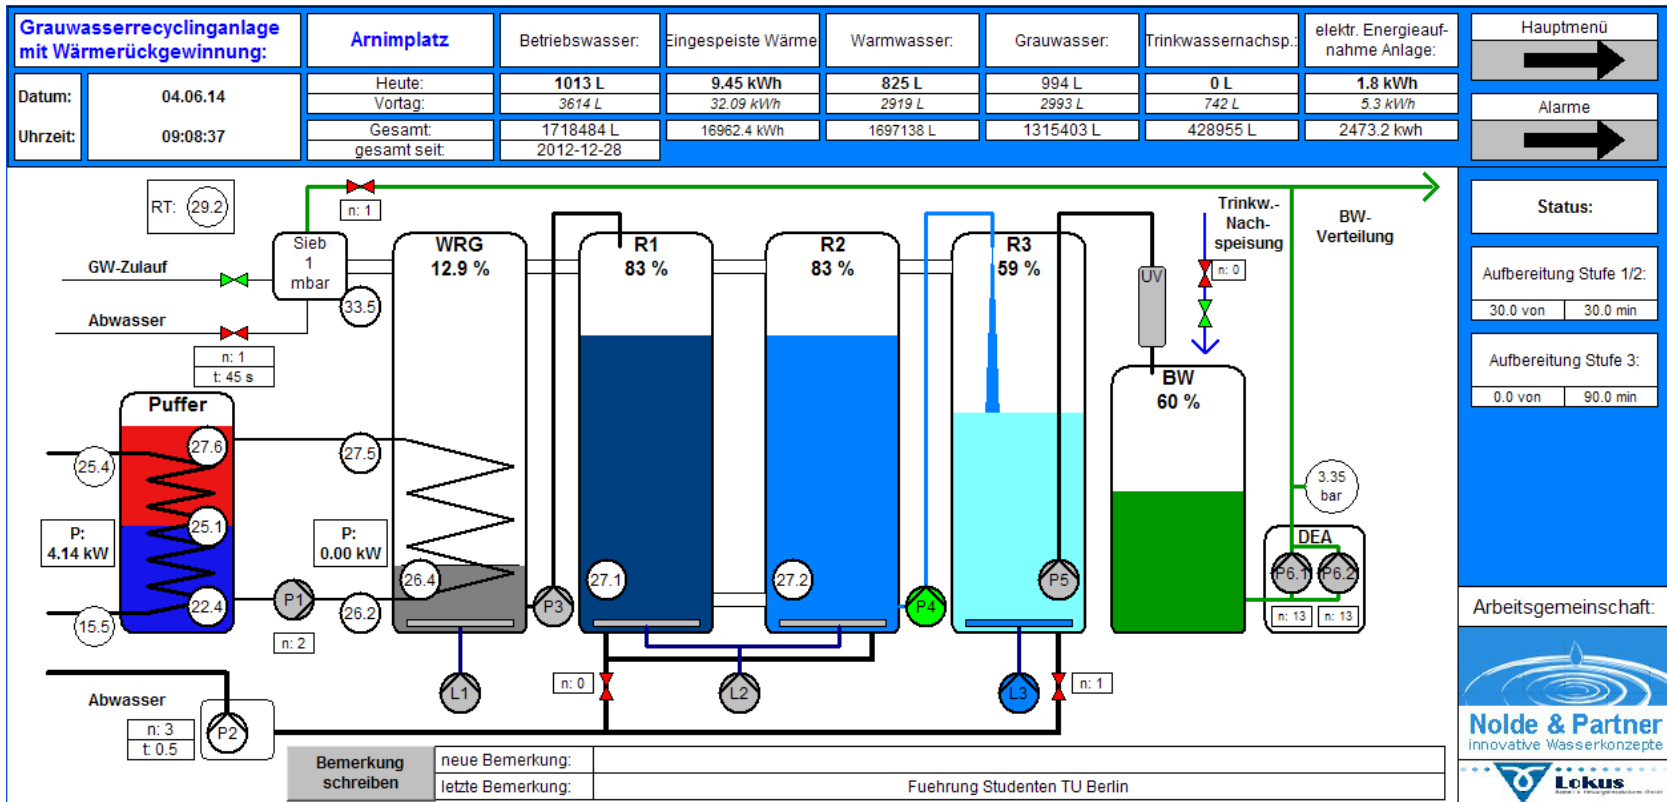 Grauwasserrecyclinganlage
mit Wärmerückgewinnung:
Arnimplatz
Betriebswasser:
Eingespeiste Wärme
Warmwasser:
Grauwasser:
Trinkwassernachsp.:
elektr. Energieauf-
nahme Anlage:
Hauptmenü
Datum:
04.06.14
Uhrzeit:
09:08:37
Heute:
1013 L
9.45 kWh
825 L
994 L
0 L
1.8 kWh
Vortag:
3614 L
32.09 kWh
2919 L
2993 L
742 L
5.3 kWh
Gesamt:
1718484 L
16962.4 kWh
1697138 L
1315403 L
428955 L
2473.2 kwh
gesamt seit:
2012-12-28
Alarme
RT:
29.2
n: 1
Sieb
1
mbar
GW-Zulauf
33.5
Abwasser
n: 1
t: 45 s
WRG
12.9 %
R1
83 %
R2
83 %
R3
59 %
UV
Trinkw.-
Nach-
speisung
n: 0
BW-
Verteilung
BW
60 %
Status:
Aufbereitung Stufe 1/2:
30.0 von
30.0 min
Aufbereitung Stufe 3:
0.0 von
90.0 min
Puffer
27.6
25.4
27.5
25.1
P:
4.14 kW
P:
0.00 kW
22.4
15.5
P1
n: 2
26.2
26.4
P3
27.1
27.2
P4
P5
3.35
bar
DEA
P6.1
P6.2
n: 13
n: 13
L1
n: 0
L2
L3
n: 1
Abwasser
n: 3
t: 0.5
P2
Bemerkung
schreiben
neue Bemerkung:
letzte Bemerkung:
Fuehrung Studenten TU Berlin
Arbeitsgemeinschaft:
Nolde & Partner
innovative Wasserkonzepte
Lokus